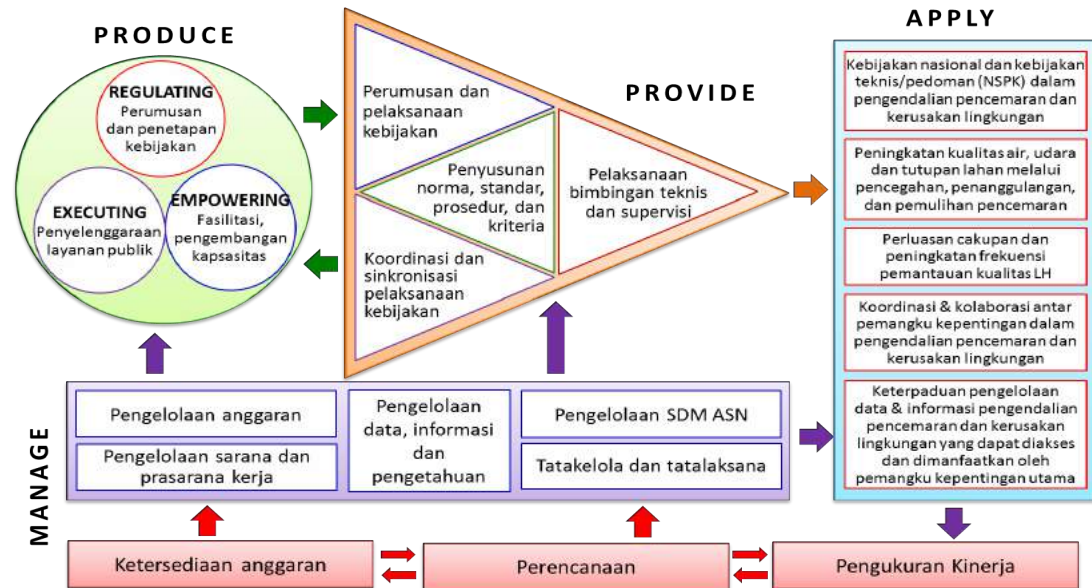 PRODUCE
REGULATING
Perumusan
dan penetapan
kebijakan
EXECUTING
Penyelenggaraan
layanan publik
EMPOWERING
Fasilitasi,
pengembangan
kapsasitas
PROVIDE
Perumusan dan
pelaksanaan
kebijakan
Penyusunan
norma, standar,
prosedur, dan
kriteria
Koordinasi dan
sinkronisasi
pelaksanaan
kebijakan
Pelaksanaan
bimbingan teknis
dan supervisi
APPLY
Kebijakan nasional dan kebijakan
teknis/pedoman (NSPK) dalam
pengendalian pencemaran dan
kerusakan lingkungan
Peningkatan kualitas air, udara
dan tutupan lahan melalui
pencegahan, penanggulangan,
dan pemulihan pencemaran
Perluasan cakupan dan
peningkatan frekuensi
pemantauan kualitas LH
Koordinasi & kolaborasi antar
pemangku kepentingan dalam
pengendalian pencemaran dan
kerusakan lingkungan
Keterpaduan pengelolaan
data & informasi pengendalian
pencemaran dan kerusakan
lingkungan yang dapat diakses
dan dimanfaatkan oleh
pemangku kepentingan utama
MANAGE
Pengelolaan anggaran
Pengelolaan sarana dan
prasarana kerja
Pengelolaan
data, informasi
dan
pengetahuan
Pengelolaan SDM ASN
Tatakelola dan tatalaksana
Ketersediaan anggaran
Perencanaan
Pengukuran Kinerja